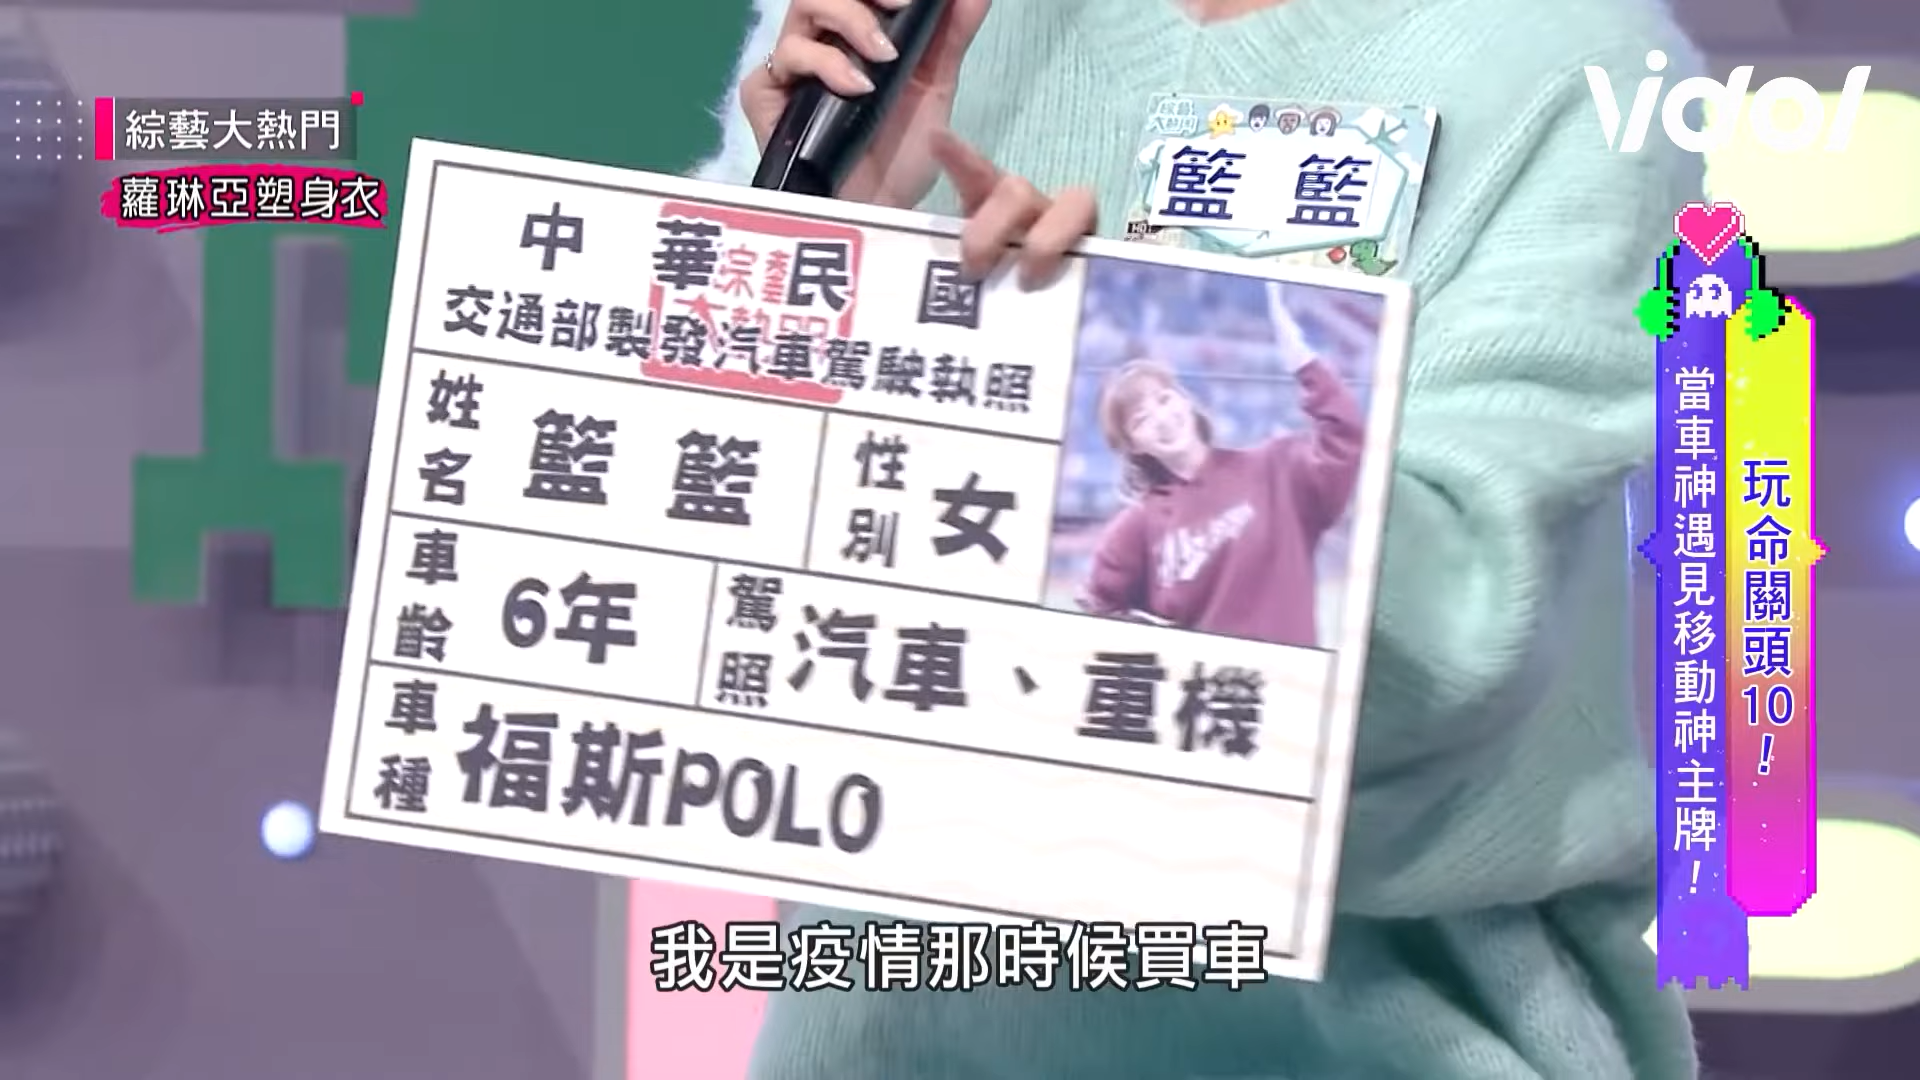 綜藝大熱門
蘿琳亞塑身衣
Vidol
籃籃
中華民國
交通部製發汽車駕駛執照
姓名 籃籃
性別 女
車齡 6年
駕照 汽車、重機
車種 福斯POLO
玩命關頭10！
當車神遇見移動神主牌！
我是疫情那時候買車